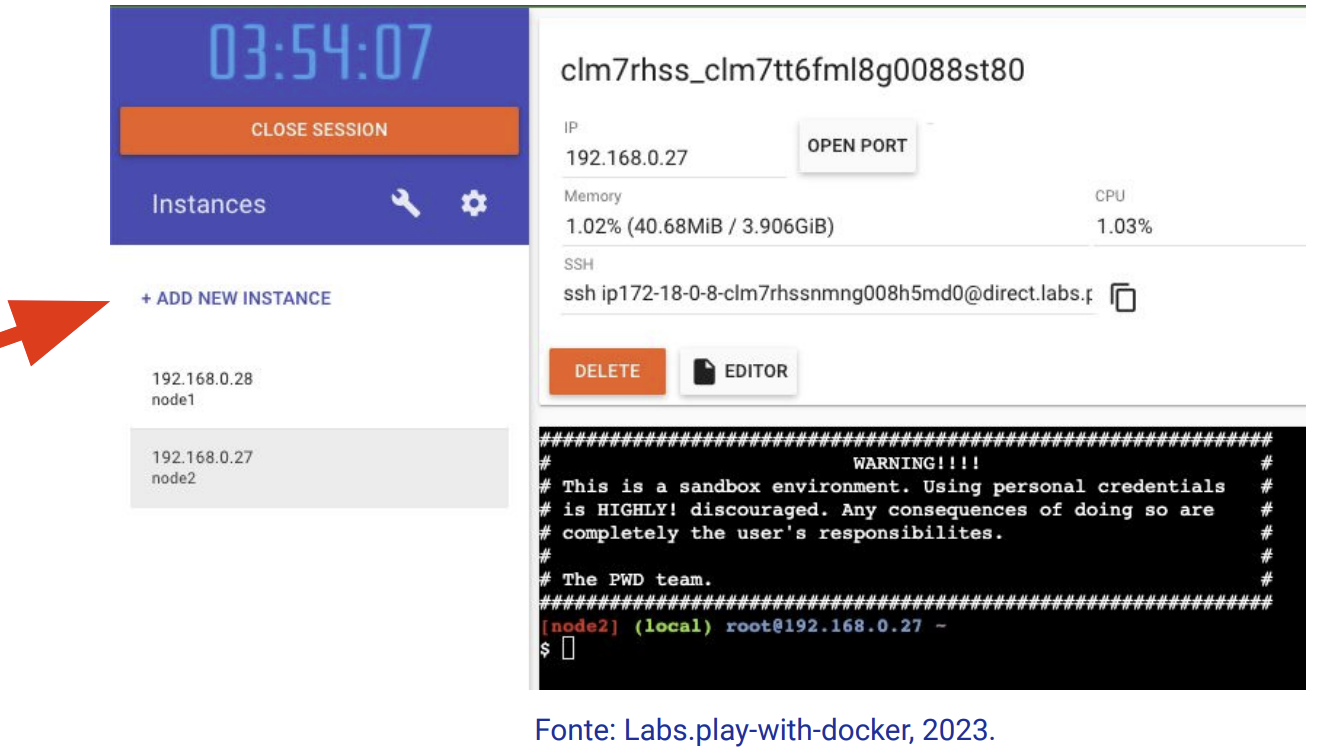 03:54:07
CLOSE SESSION
Instances
+ ADD NEW INSTANCE
192.168.0.28
node1
192.168.0.27
node2
clm7rhss_clm7tt6fml8g0088st80
IP
192.168.0.27
OPEN PORT
Memory
1.02% (40.68MiB / 3.906GiB)
CPU
1.03%
SSH
ssh ip172-18-0-8-clm7rhssnmng008h5md0@direct.labs.p
DELETE
EDITOR
###############################################################
# WARNING!!!! #
# This is a sandbox environment. Using personal credentials #
# is HIGHLY! discouraged. Any consequences of doing so are #
# completely the user's responsibilites. #
# #
# The PWD team. #
###############################################################
[node2] (local) root@192.168.0.27 ~
$
Fonte: Labs.play-with-docker, 2023.